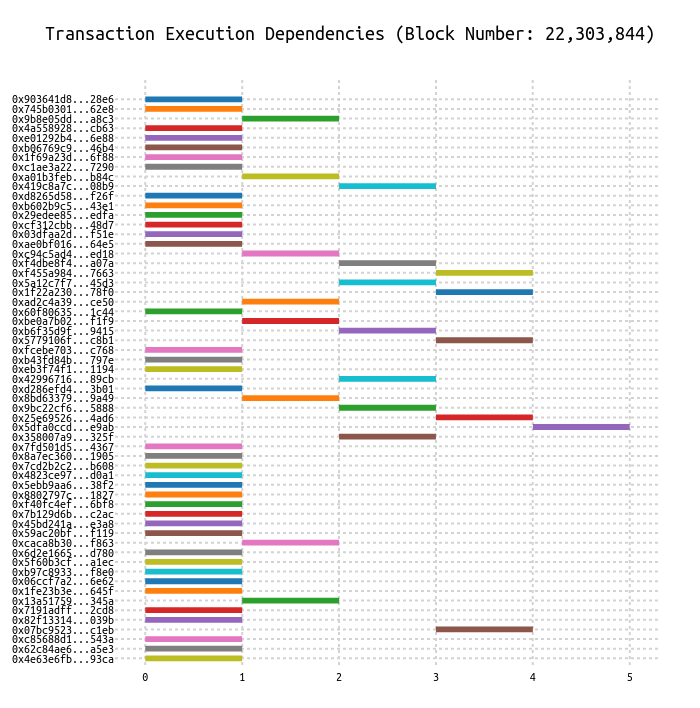 Transaction Execution Dependencies (Block Number: 22,303,844)
0x903641d8...28e6
0x745b0301...62e8
0x9b8e05dd...a8c3
0x4a558928...cb63
0xe01292b4...6e88
0xb06769c9...46b4
0x1f69a23d...6f88
0xc1ae3a22...7290
0xa01b3feb...b84c
0x419c8a7c...08b9
0xd8265d58...f26f
0xb602b9c5...43e1
0x29edee85...edfa
0xcf312cbb...48d7
0x03dfaa2d...f51e
0xae0bf016...64e5
0xc94c5ad4...ed18
0xf4dbe8f4...a07a
0xf455a984...7663
0x5a12c7f7...45d3
0x1f22a230...78f0
0xad2c4a39...ce50
0x60f80635...1c44
0xbe0a7b02...f1f9
0xb6f35d9f...9415
0x5779106f...c8b1
0xfcebe703...c768
0xb43fd84b...797e
0xeb3f74f1...1194
0x42996716...89cb
0xd286efd4...3b01
0x8bd63379...9a49
0x9bc22cf6...5888
0x25e69526...4ad6
0x5dfa0ccd...e9ab
0x358007a9...325f
0x7fd501d5...4367
0x8a7ec360...1905
0x7cd2b2c2...b608
0x4823ce97...d0a1
0x5ebb9aa6...38f2
0x8802797c...1827
0xf40fc4ef...6bf8
0x7b129d6b...c2ac
0x45bd241a...e3a8
0x59ac20bf...f119
0xcaca8b30...f863
0x6d2e1665...d780
0x5f60b3cf...a1ec
0xb97c8933...f8e0
0x06ccf7a2...6e62
0x1fe23b3e...645f
0x13a51759...345a
0x7191adff...2cd8
0x82f13314...039b
0x07bc9523...c1eb
0xc85688d1...543a
0x62c84ae6...a5e3
0x4e63e6fb...93ca
0 1 2 3 4 5